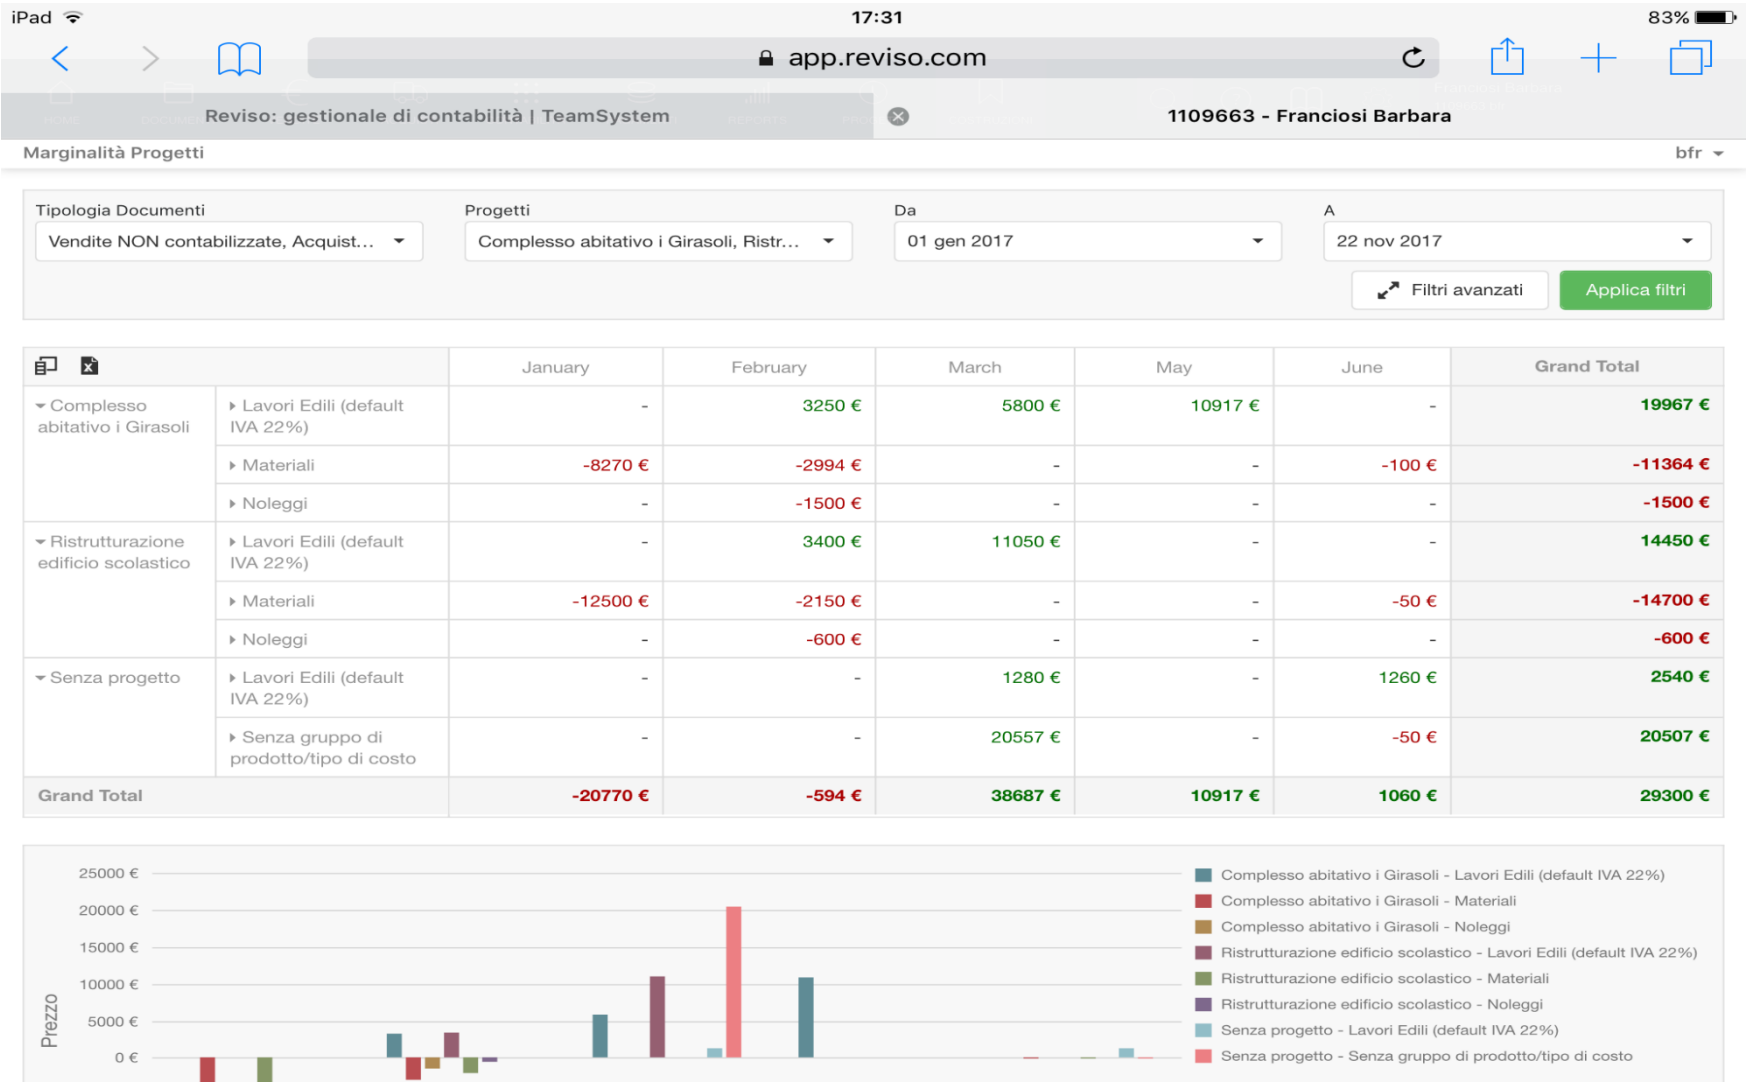 iPad 17:31 83%
app.reviso.com
Reviso: gestionale di contabilità | TeamSystem 1109663 - Franciosi Barbara
Marginalità Progetti bfr
Tipologia Documenti Progetti Da A
Vendite NON contabilizzate, Acquist... Complesso abitativo i Girasoli, Ristr... 01 gen 2017 22 nov 2017
Filtri avanzati Applica filtri
January February March May June Grand Total
Complesso abitativo i Girasoli Lavori Edili (default IVA 22%) - 3250 € 5800 € 10917 € - 19967 €
Materiali -8270 € -2994 € - - -100 € -11364 €
Noleggi - -1500 € - - - -1500 €
Ristrutturazione edificio scolastico Lavori Edili (default IVA 22%) - 3400 € 11050 € - - 14450 €
Materiali -12500 € -2150 € - - -50 € -14700 €
Noleggi - -600 € - - - -600 €
Senza progetto Lavori Edili (default IVA 22%) - - 1280 € - 1260 € 2540 €
Senza gruppo di prodotto/tipo di costo - - 20557 € - -50 € 20507 €
Grand Total -20770 € -594 € 38687 € 10917 € 1060 € 29300 €
Prezzo
25000 €
20000 €
15000 €
10000 €
5000 €
0 €
Complesso abitativo i Girasoli - Lavori Edili (default IVA 22%)
Complesso abitativo i Girasoli - Materiali
Complesso abitativo i Girasoli - Noleggi
Ristrutturazione edificio scolastico - Lavori Edili (default IVA 22%)
Ristrutturazione edificio scolastico - Materiali
Ristrutturazione edificio scolastico - Noleggi
Senza progetto - Lavori Edili (default IVA 22%)
Senza progetto - Senza gruppo di prodotto/tipo di costo